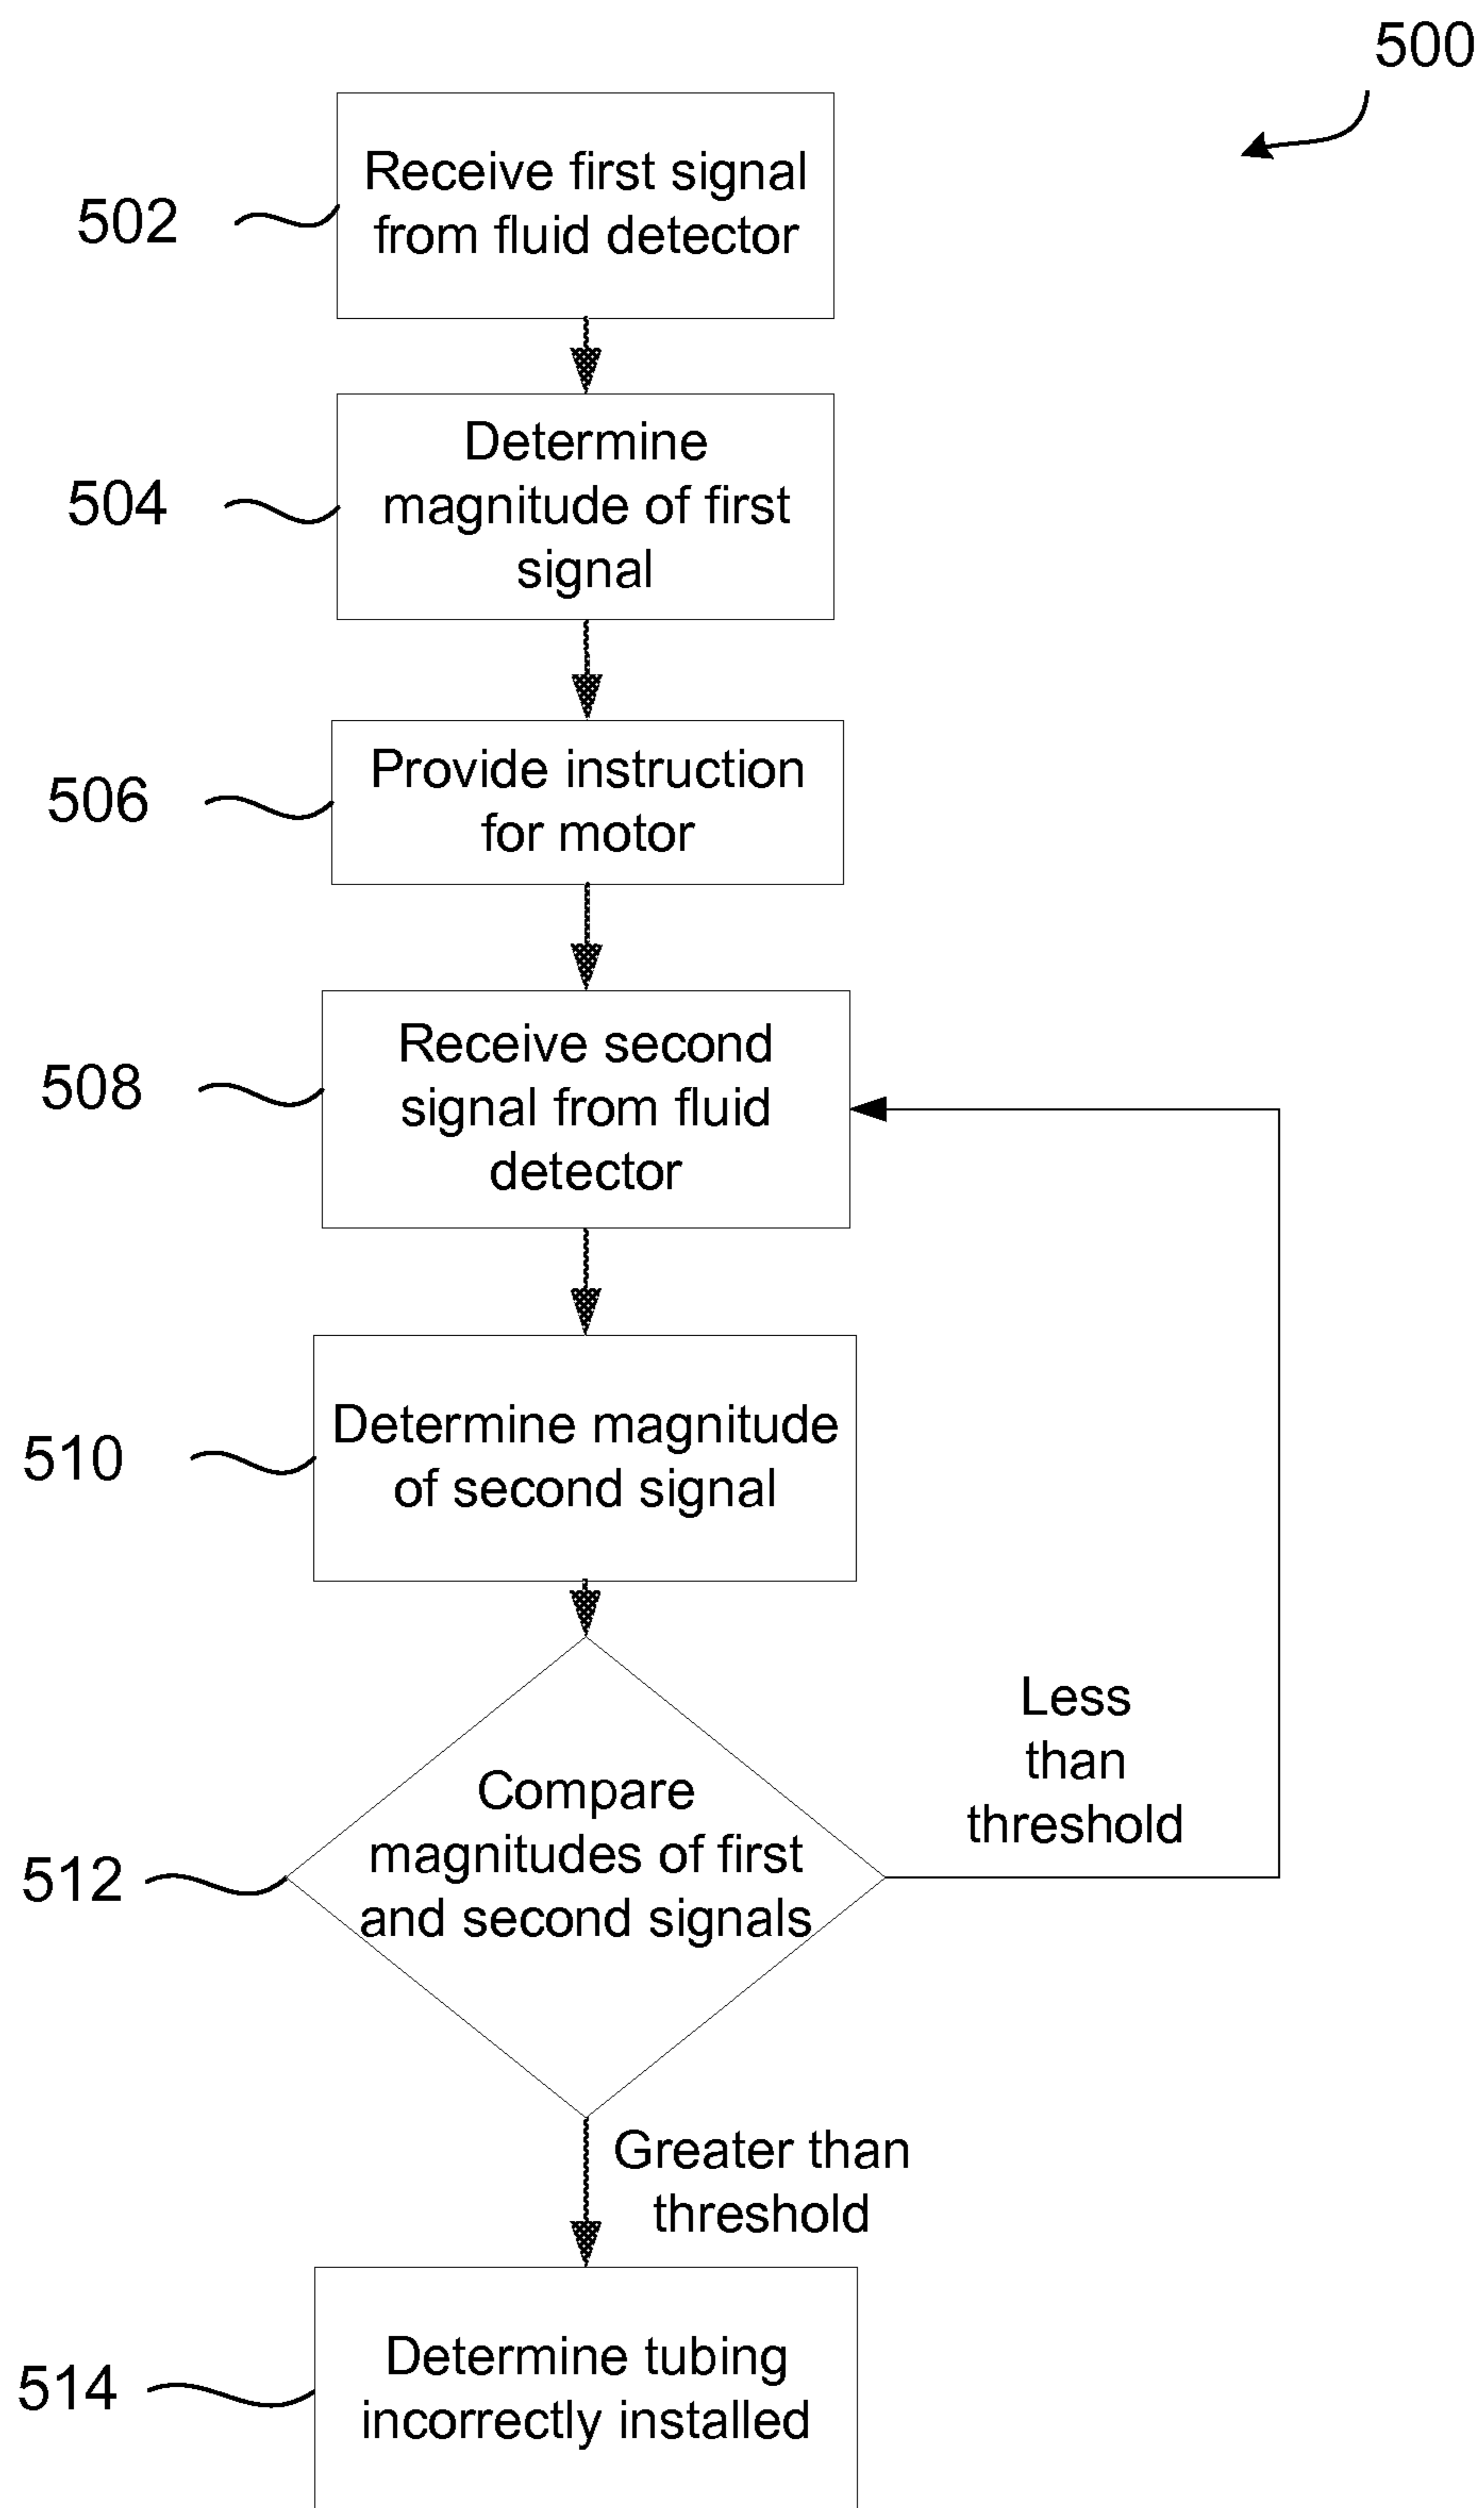 500
502
Receive first signal
from fluid detector
504
Determine
magnitude of first
signal
506
Provide instruction
for motor
508
Receive second
signal from fluid
detector
510
Determine magnitude
of second signal
512
Compare
magnitudes of first
and second signals
Less
than
threshold
Greater than
threshold
514
Determine tubing
incorrectly installed